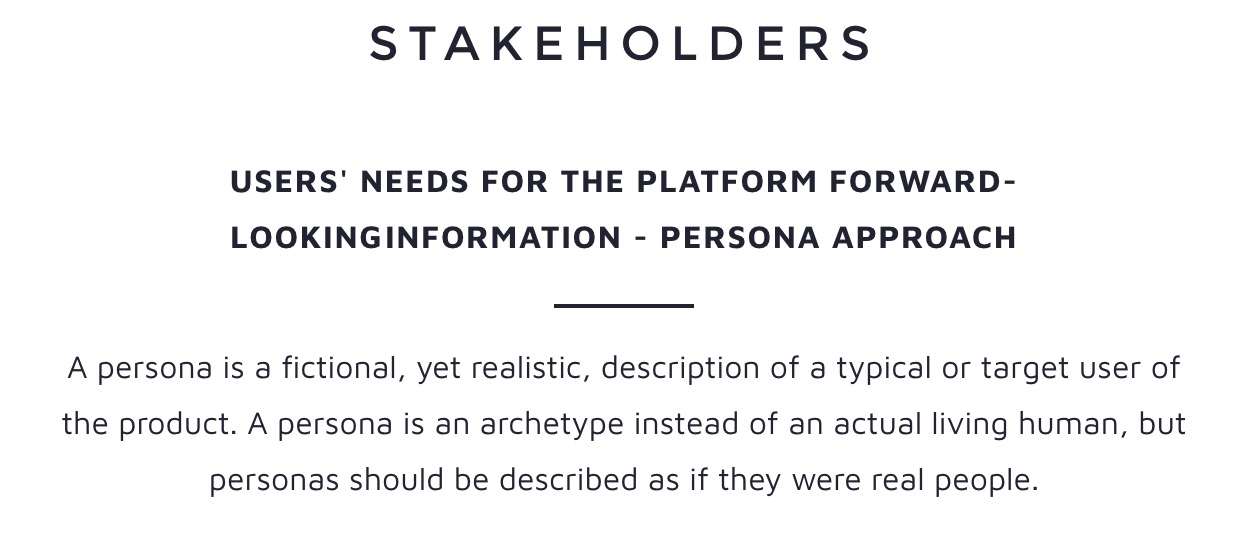 STAKEHOLDERS
USERS' NEEDS FOR THE PLATFORM FORWARD-
LOOKINGINFORMATION - PERSONA APPROACH
A persona is a fictional, yet realistic, description of a typical or target user of
the product. A persona is an archetype instead of an actual living human, but
personas should be described as if they were real people.